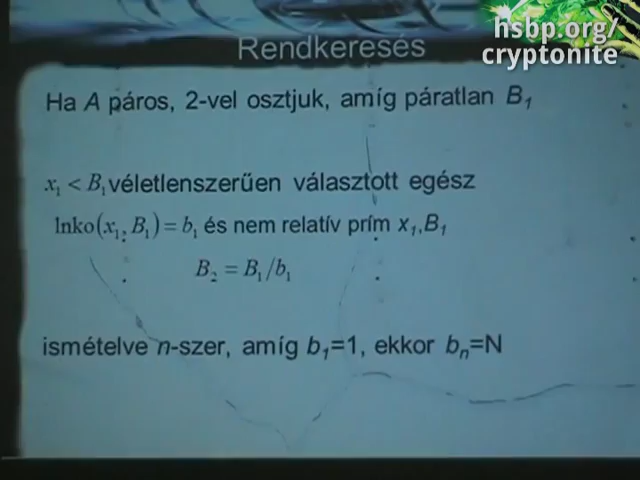 hsbp.org/
cryptonite
Rendkeresés
Ha A páros, 2-vel osztjuk, amíg páratlan B₁
x₁ < B₁ véletlenszerűen választott egész
lnko(x₁, B₁) = b₁ és nem relatív prím x₁,B₁
B₂ = B₁/b₁
ismételve n-szer, amíg b₁=1, ekkor bₙ=N